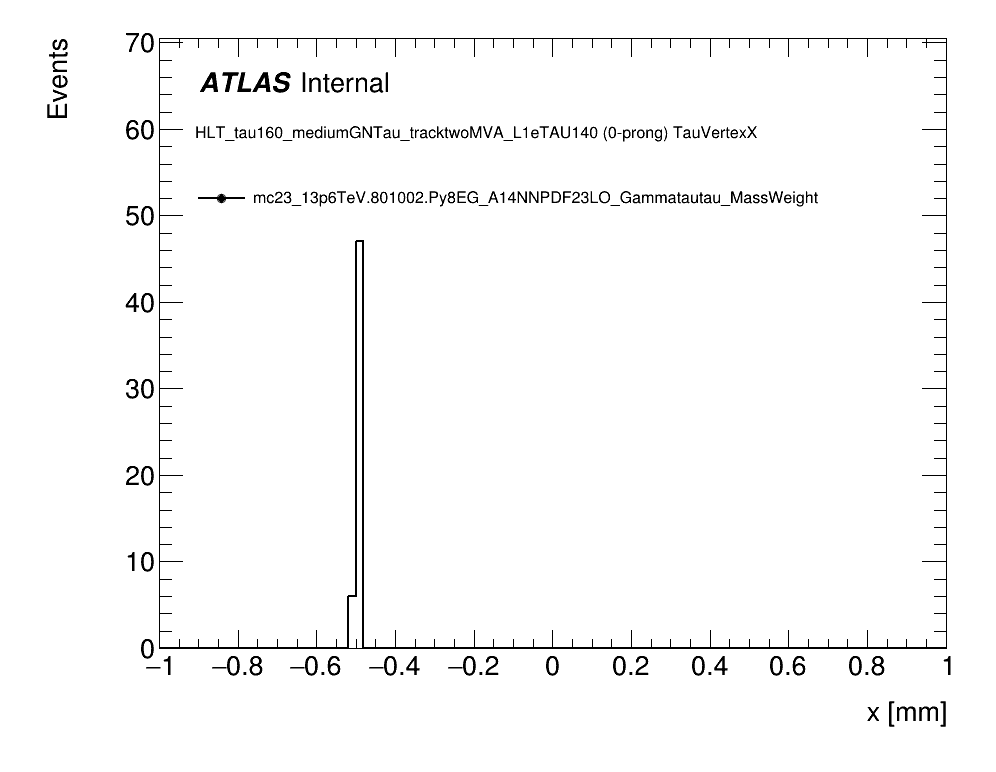 Events
70
ATLAS Internal
60
HLT_tau160_mediumGNTau_tracktwoMVA_L1eTAU140 (0-prong) TauVertexX
mc23_13p6TeV.801002.Py8EG_A14NNPDF23LO_Gammatautau_MassWeight
50
40
30
20
10
0
−1 −0.8 −0.6 −0.4 −0.2 0 0.2 0.4 0.6 0.8 1
x [mm]